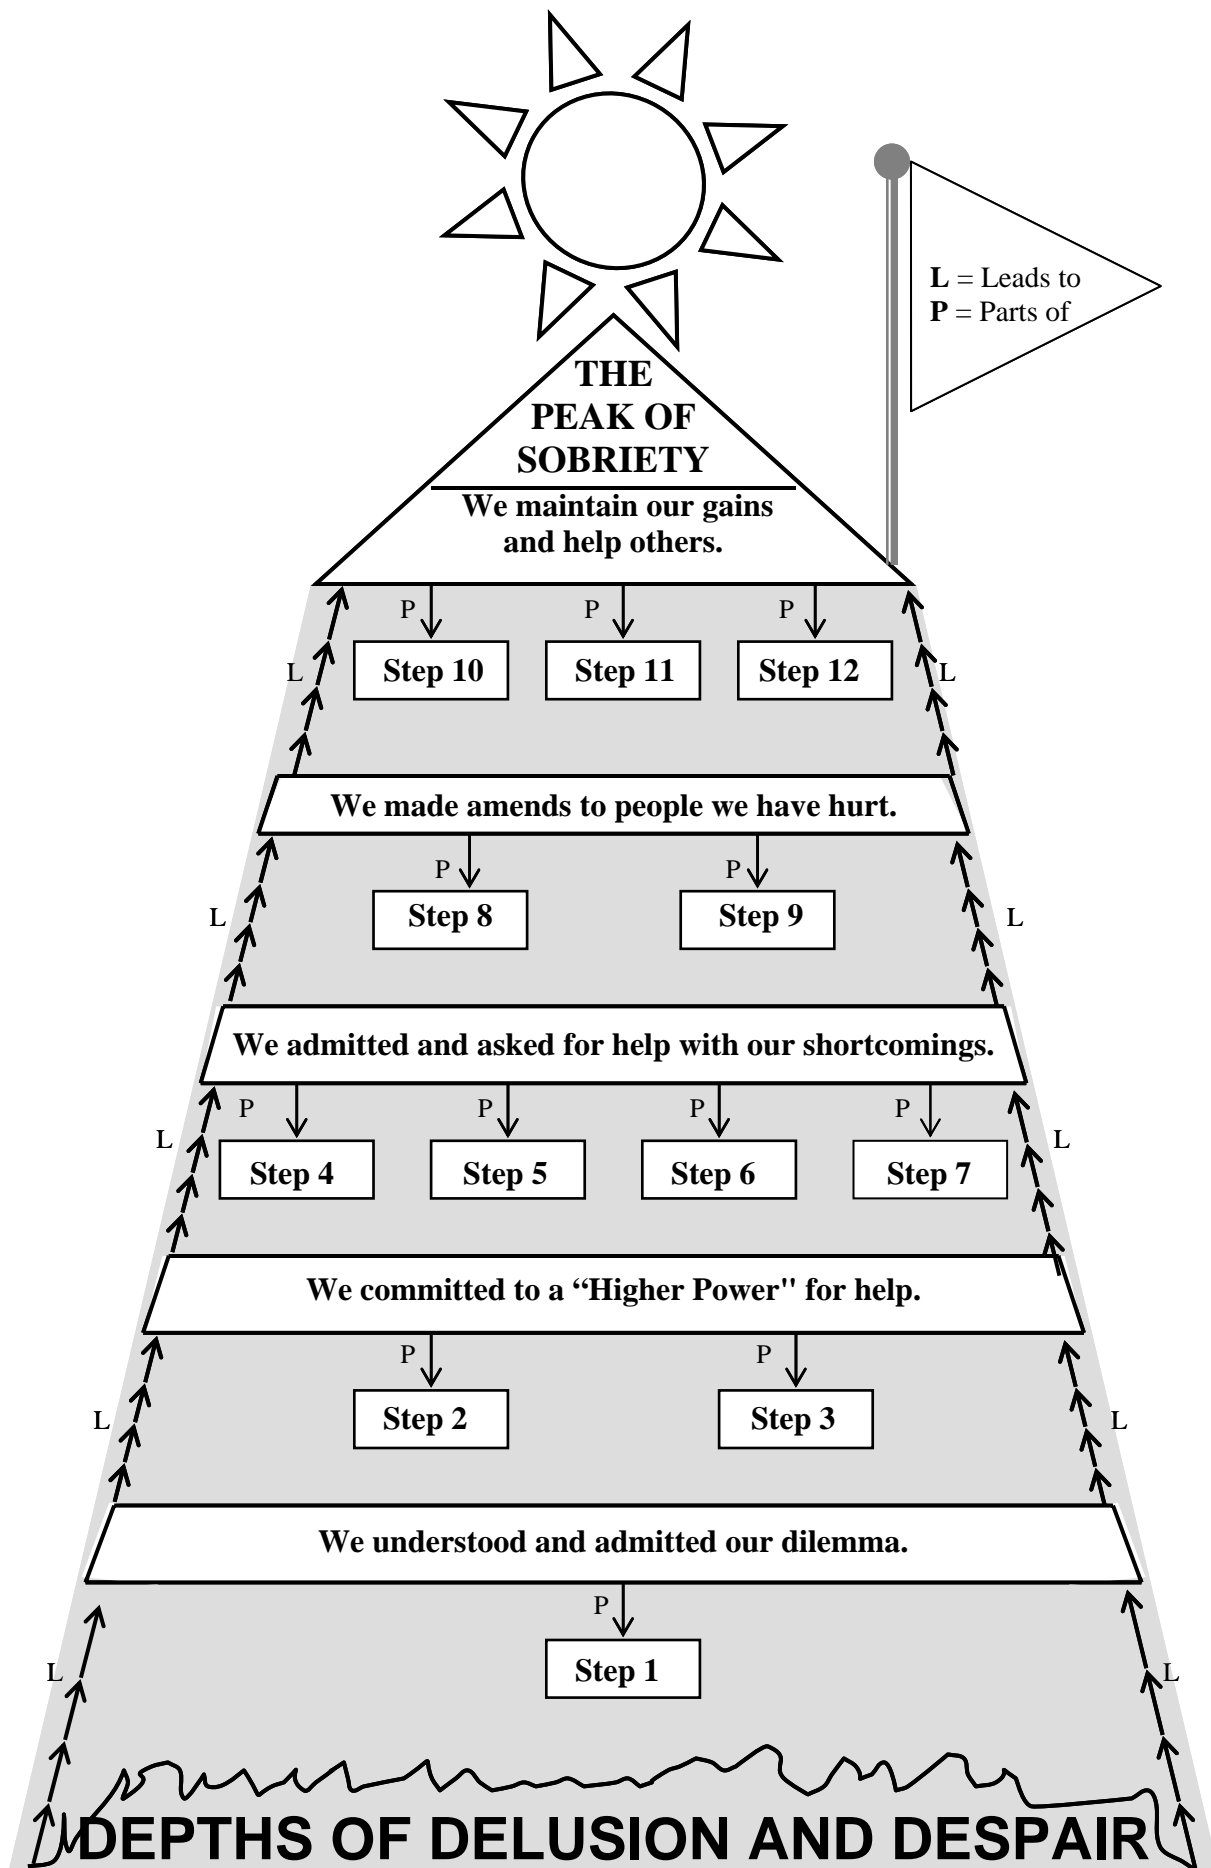 L = Leads to
P = Parts of
THE
PEAK OF
SOBRIETY
We maintain our gains
and help others.
P P P
Step 10 Step 11 Step 12
L L
We made amends to people we have hurt.
P P
Step 8 Step 9
L L
We admitted and asked for help with our shortcomings.
P P P P
L L
Step 4 Step 5 Step 6 Step 7
We committed to a “Higher Power" for help.
P P
Step 2 Step 3
L L
We understood and admitted our dilemma.
P
Step 1
L L
DEPTHS OF DELUSION AND DESPAIR